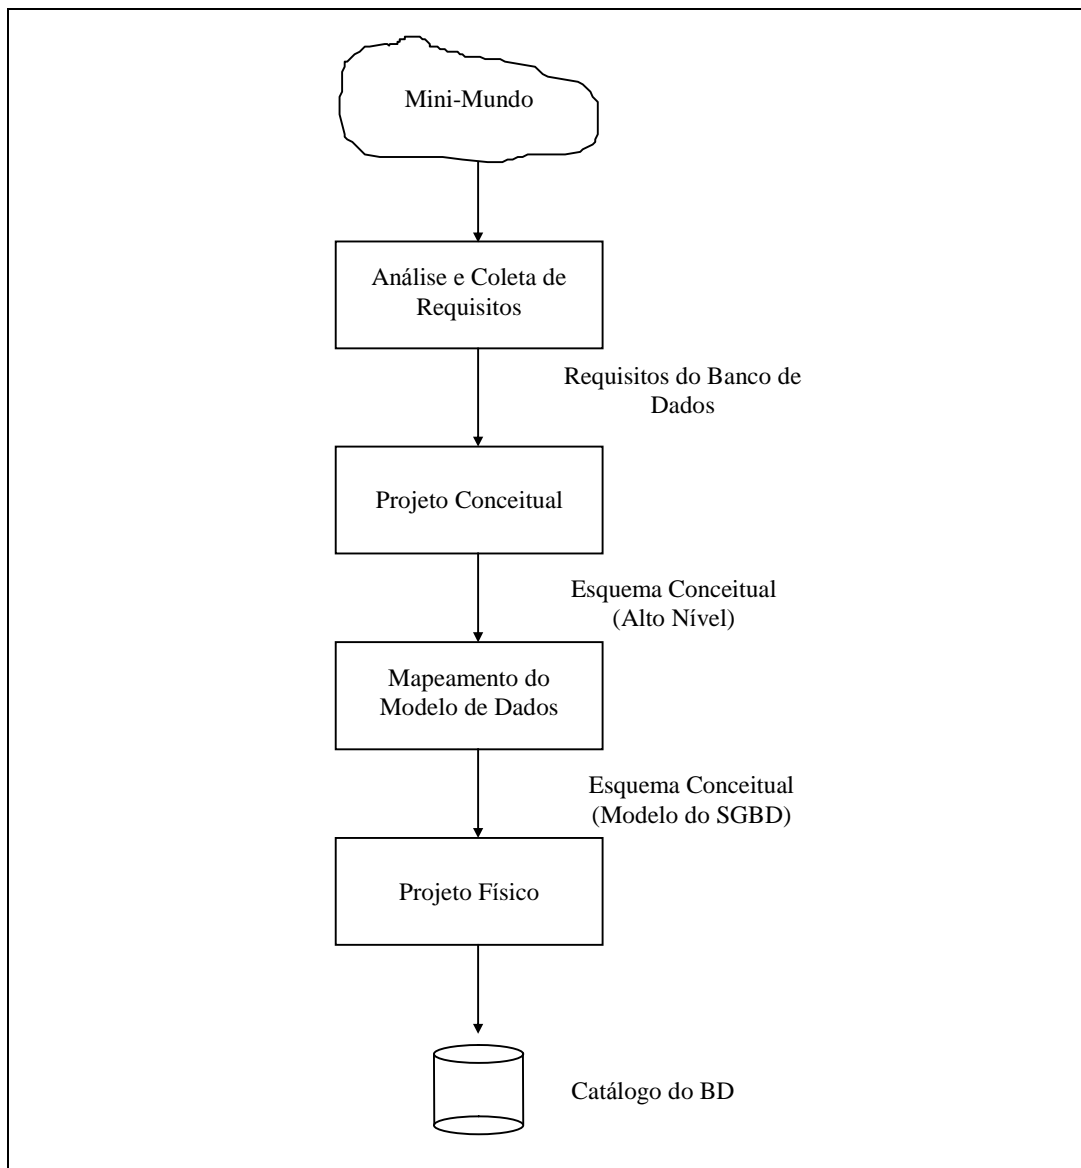 Mini-Mundo
Análise e Coleta de
Requisitos
Requisitos do Banco de
Dados
Projeto Conceitual
Esquema Conceitual
(Alto Nível)
Mapeamento do
Modelo de Dados
Esquema Conceitual
(Modelo do SGBD)
Projeto Físico
Catálogo do BD